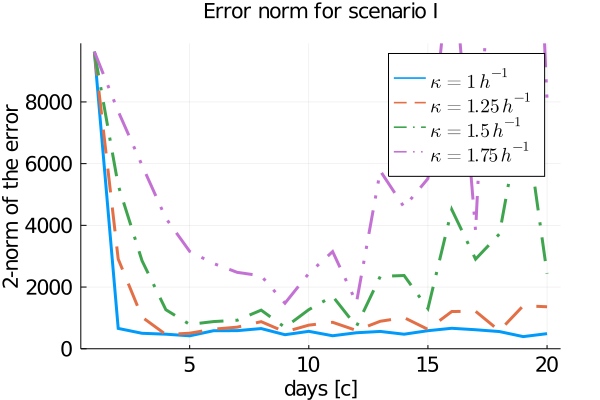 Error norm for scenario I
2-norm of the error
8000
6000
4000
2000
0
κ = 1 h⁻¹
κ = 1.25 h⁻¹
κ = 1.5 h⁻¹
κ = 1.75 h⁻¹
5 10 15 20
days [c]